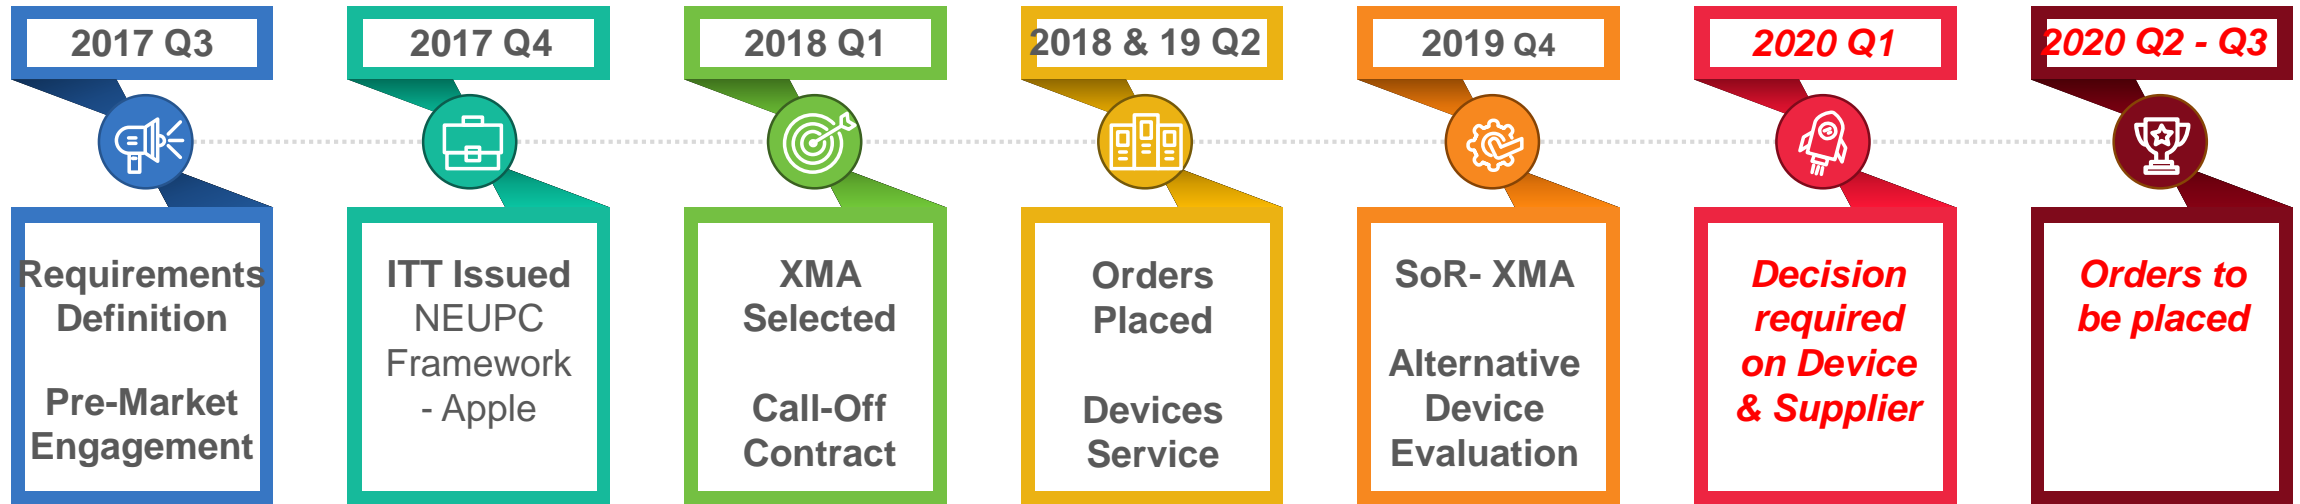 2017 Q3
2017 Q4
2018 Q1
2018 & 19 Q2
2019 Q4
2020 Q1
2020 Q2 - Q3
Requirements
Definition
Pre-Market
Engagement
ITT Issued
NEUPC
Framework
- Apple
XMA
Selected
Call-Off
Contract
Orders
Placed
Devices
Service
SoR- XMA
Alternative
Device
Evaluation
Decision
required
on Device
& Supplier
Orders to
be placed